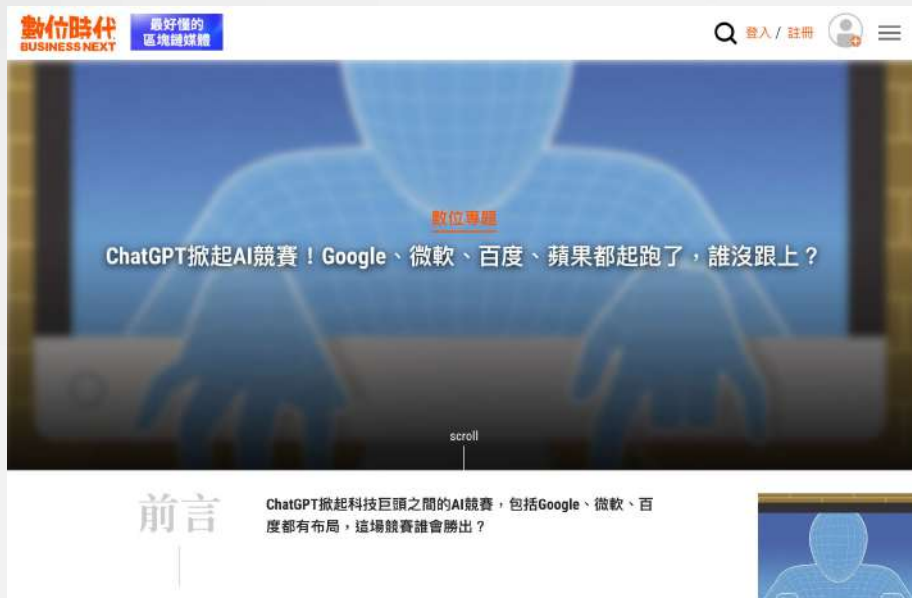 數位時代
BUSINESS NEXT
最好懂的
區塊鏈媒體
登入 / 註冊
數位專題
ChatGPT掀起AI競賽！Google、微軟、百度、蘋果都起跑了，誰沒跟上？
scroll
前言
ChatGPT掀起科技巨頭之間的AI競賽，包括Google、微軟、百
度都有布局，這場競賽誰會勝出？